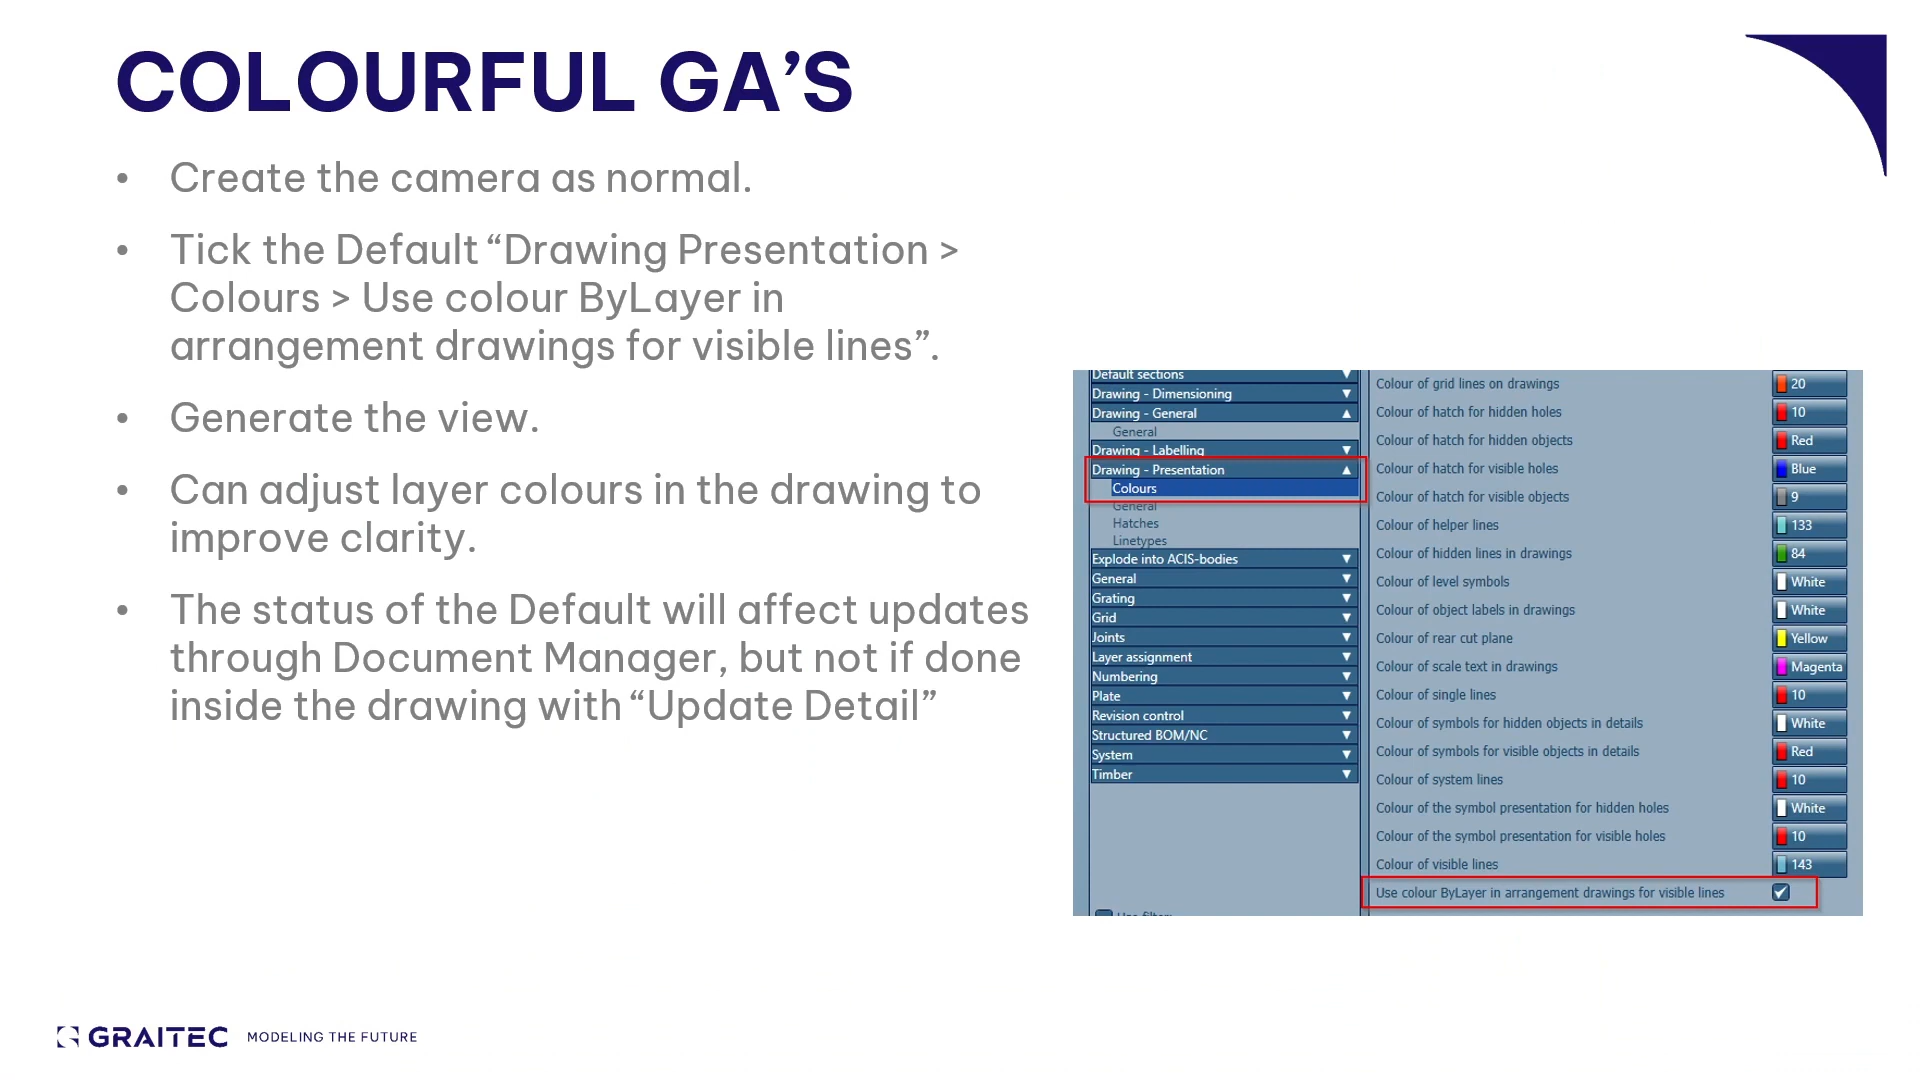 COLOURFUL GA’S
• Create the camera as normal.
• Tick the Default “Drawing Presentation >
Colours > Use colour ByLayer in
arrangement drawings for visible lines”.
• Generate the view.
• Can adjust layer colours in the drawing to
improve clarity.
• The status of the Default will affect updates
through Document Manager, but not if done
inside the drawing with “Update Detail”
Default sections
Drawing - Dimensioning
Drawing - General
General
Drawing - Labelling
Drawing - Presentation
Colours
General
Hatches
Linetypes
Explode into ACIS-bodies
General
Grating
Grid
Joints
Layer assignment
Numbering
Plate
Revision control
Structured BOM/NC
System
Timber
Colour of grid lines on drawings 20
Colour of hatch for hidden holes 10
Colour of hatch for hidden objects Red
Colour of hatch for visible holes Blue
Colour of hatch for visible objects 9
Colour of helper lines 133
Colour of hidden lines in drawings 84
Colour of level symbols White
Colour of object labels in drawings White
Colour of rear cut plane Yellow
Colour of scale text in drawings Magenta
Colour of single lines 10
Colour of symbols for hidden objects in details White
Colour of symbols for visible objects in details Red
Colour of system lines 10
Colour of the symbol presentation for hidden holes White
Colour of the symbol presentation for visible holes 10
Colour of visible lines 143
Use colour ByLayer in arrangement drawings for visible lines
GRAITEC MODELING THE FUTURE